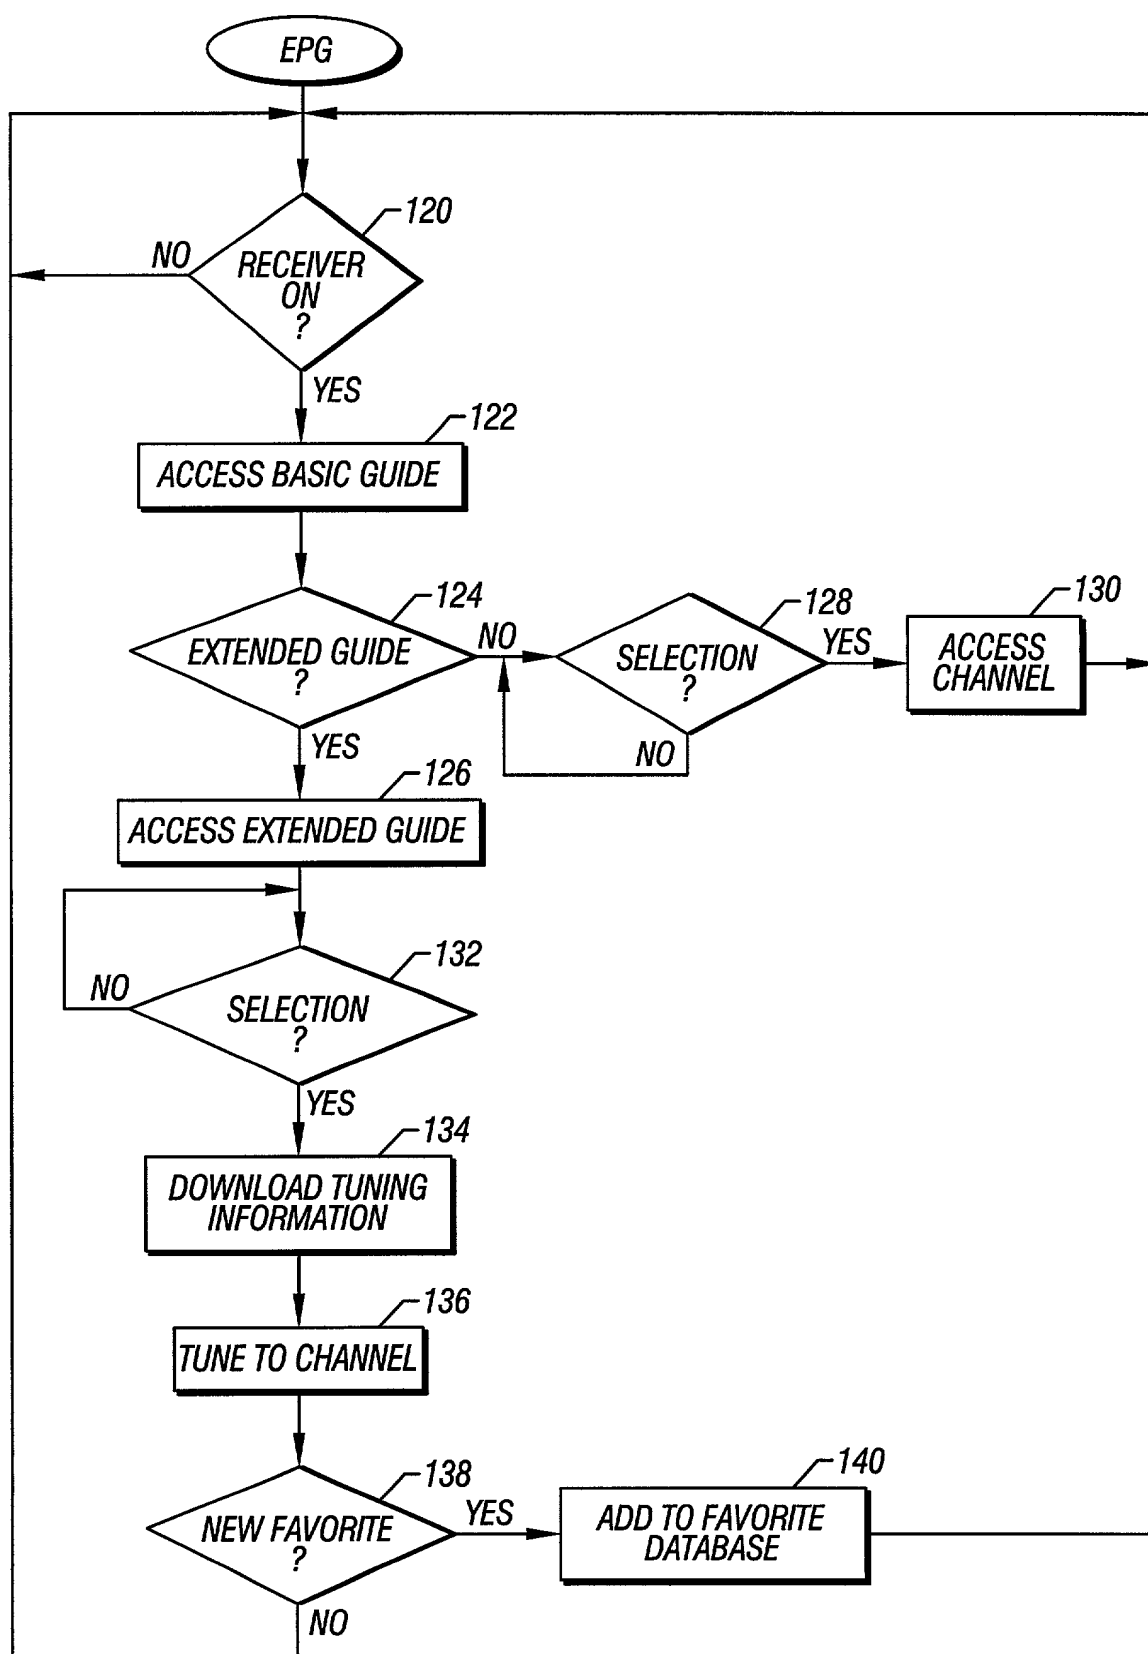 EPG
120
NO
RECEIVER
ON
?
YES
122
ACCESS BASIC GUIDE
124
EXTENDED GUIDE
?
NO
128
SELECTION
?
YES
130
ACCESS
CHANNEL
NO
YES
126
ACCESS EXTENDED GUIDE
132
NO
SELECTION
?
YES
134
DOWNLOAD TUNING
INFORMATION
136
TUNE TO CHANNEL
138
NEW FAVORITE
?
YES
140
ADD TO FAVORITE
DATABASE
NO